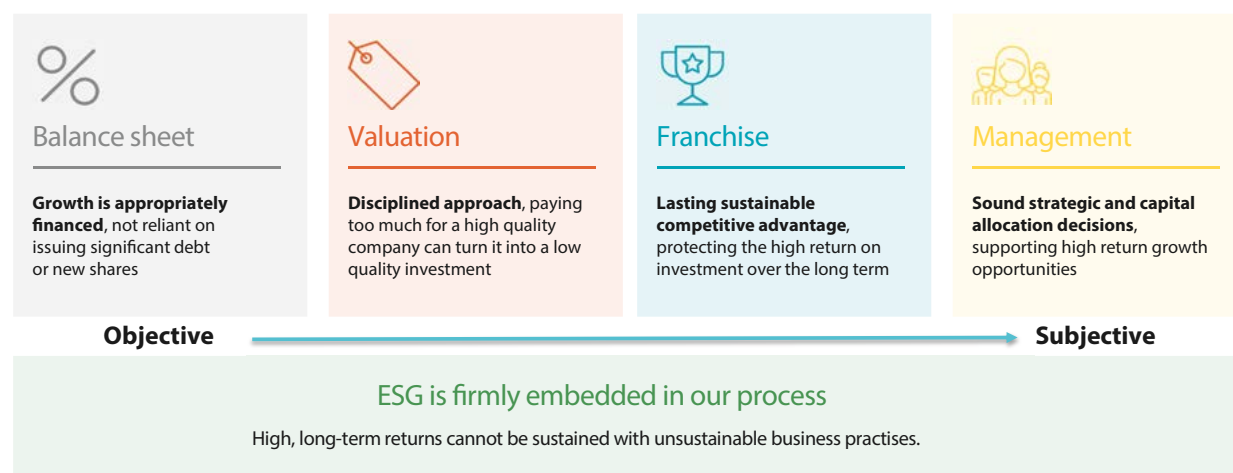 Balance sheet
Growth is appropriately
financed, not reliant on
issuing significant debt
or new shares
Valuation
Disciplined approach, paying
too much for a high quality
company can turn it into a low
quality investment
Franchise
Lasting sustainable
competitive advantage,
protecting the high return on
investment over the long term
Management
Sound strategic and capital
allocation decisions,
supporting high return growth
opportunities
Objective
Subjective
ESG is firmly embedded in our process
High, long-term returns cannot be sustained with unsustainable business practises.